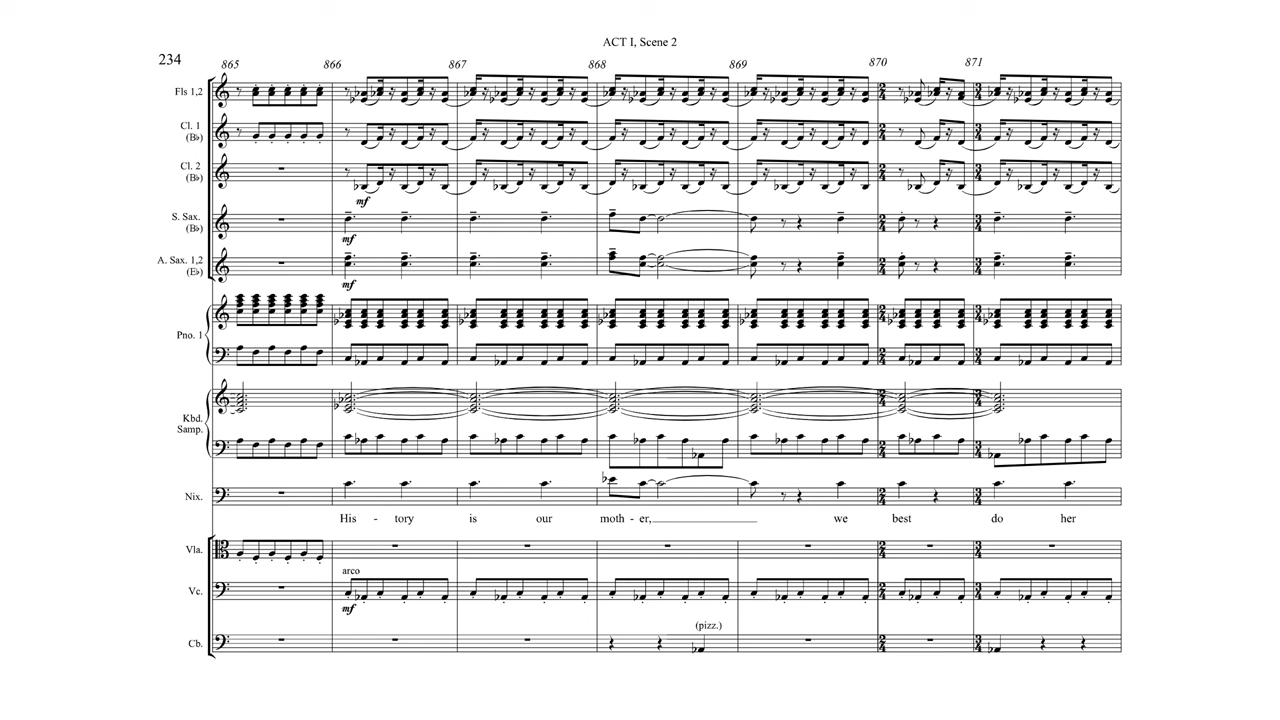 ACT I, Scene 2
234
865 866 867 868 869 870 871
Fls 1,2
Cl. 1
(B♭)
Cl. 2
(B♭)
mf
S. Sax.
(B♭)
mf
A. Sax. 1,2
(E♭)
mf
Pno. 1
Kbd.
Samp.
Nix.
His - tory is our moth - er, we best do her
Vla.
arco
Vc.
mf
(pizz.)
Cb.